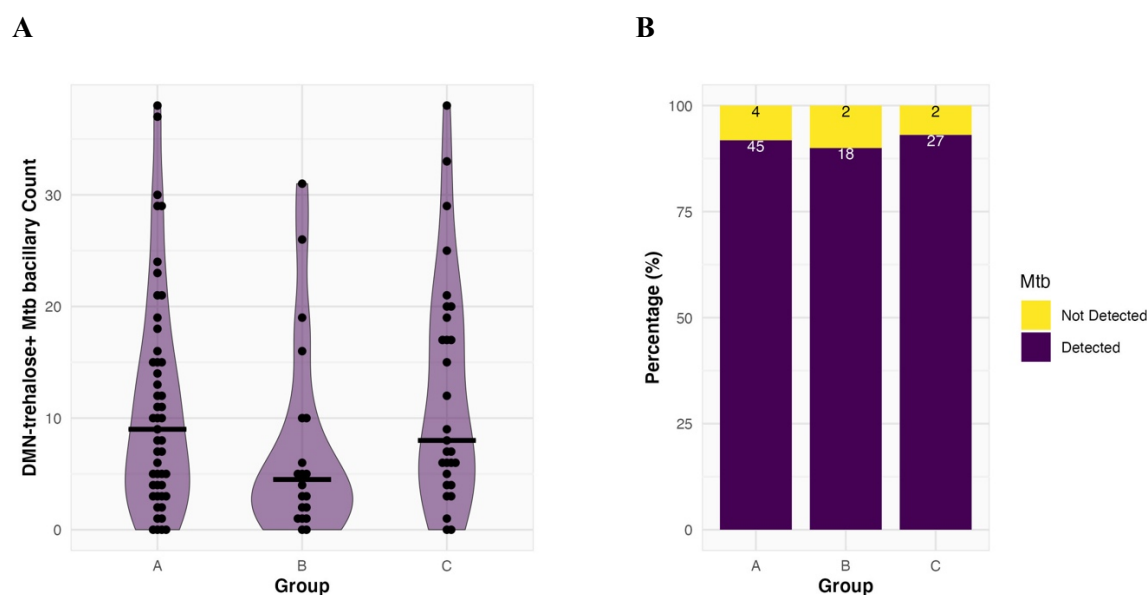 A
B
DMN-trehalose+ Mtb bacillary Count
30
20
10
0
A B C
Group
Percentage (%)
100
75
50
25
0
4 2 2
45 18 27
A B C
Group
Mtb
Not Detected
Detected